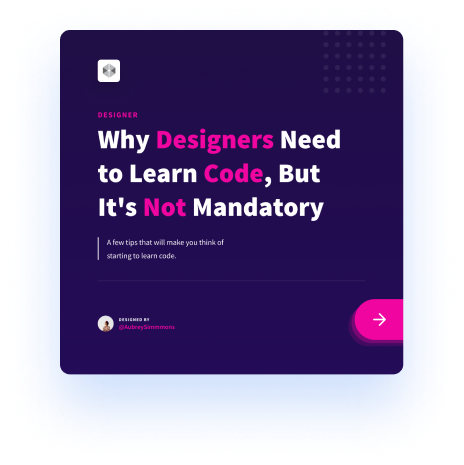 DESIGNER
Why Designers Need
to Learn Code, But
It's Not Mandatory
A few tips that will make you think of
starting to learn code.
DESIGNED BY
@AubreySimmmons